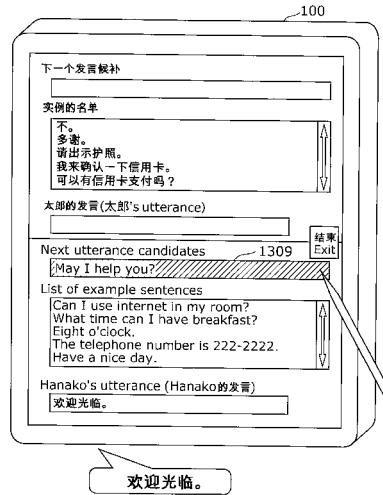 100
下一个发言候补
实例的名单
不。
多谢。
请出示护照。
我来确认一下信用卡。
可以有信用卡支付吗？
太郎的发言(太郎's utterance)
结束
Exit
Next utterance candidates
1309
May I help you?
List of example sentences
Can I use internet in my room?
What time can I have breakfast?
Eight o'clock.
The telephone number is 222-2222.
Have a nice day.
Hanako's utterance (Hanako的发言)
欢迎光临。
欢迎光临。